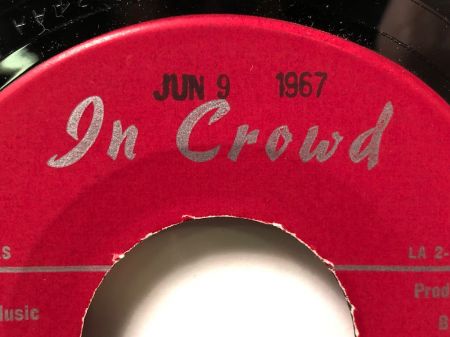 JUN 9 1967
In Crowd
LA 2-
Prod
Music